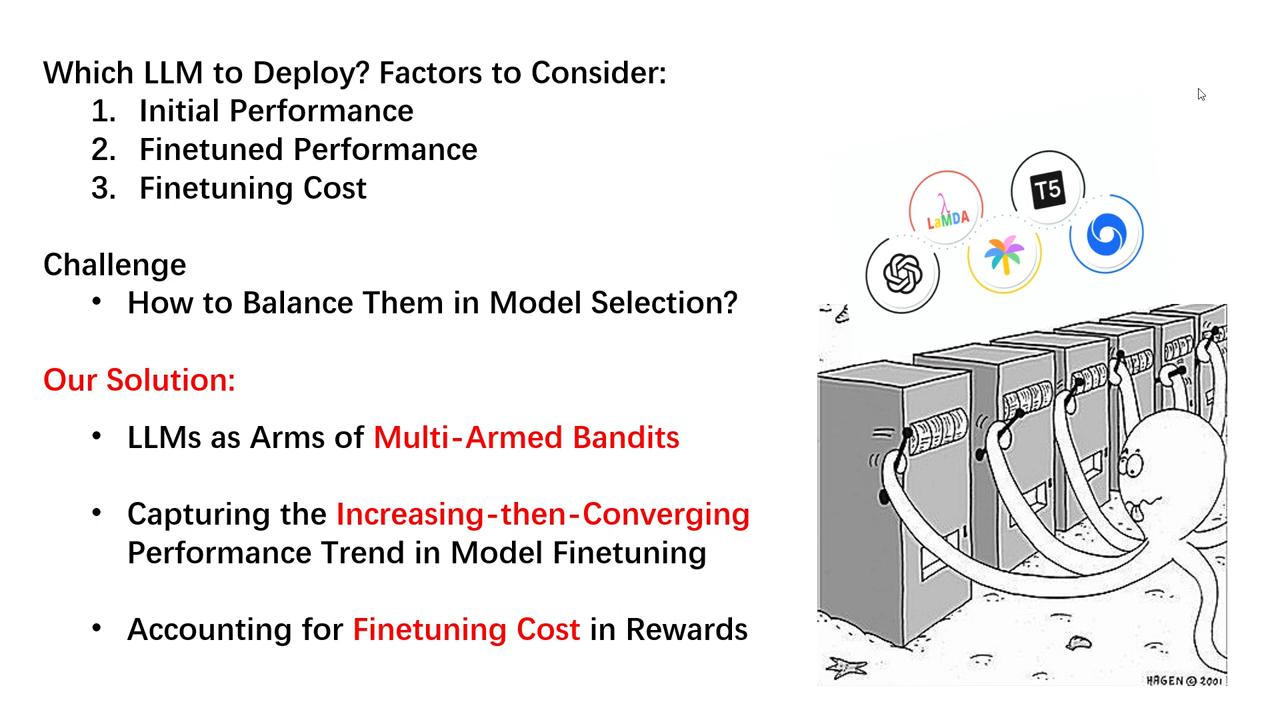 Which LLM to Deploy? Factors to Consider:
1. Initial Performance
2. Finetuned Performance
3. Finetuning Cost
Challenge
• How to Balance Them in Model Selection?
Our Solution:
• LLMs as Arms of Multi-Armed Bandits
• Capturing the Increasing-then-Converging
Performance Trend in Model Finetuning
• Accounting for Finetuning Cost in Rewards
LaMDA
T5
HAGEN © 2001